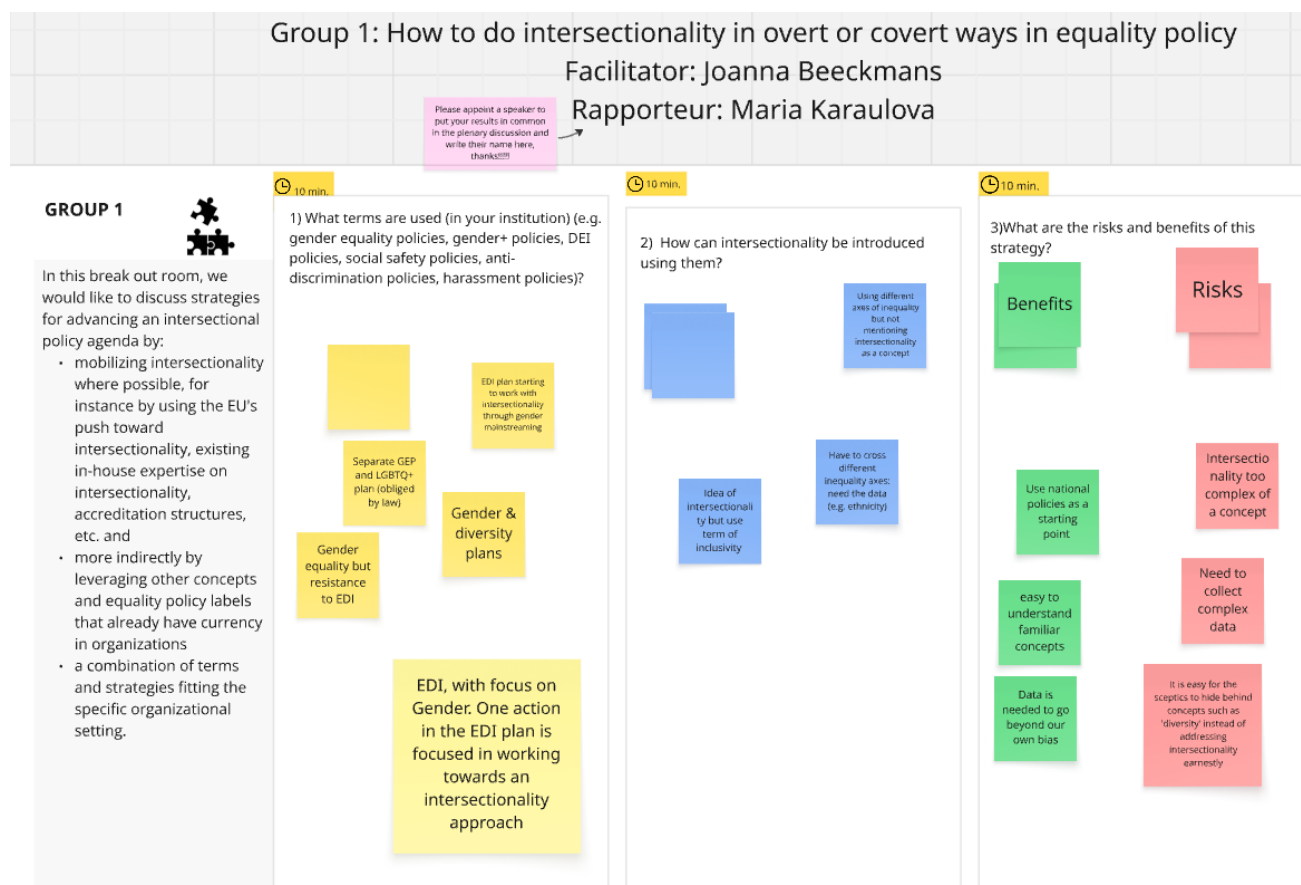 Group 1: How to do intersectionality in overt or covert ways in equality policy
Facilitator: Joanna Beeckmans
Rapporteur: Maria Karaulova
Please appoint a speaker to
put your results in common
in the plenary discussion and
write their name here,
thanks!!!!!
GROUP 1
In this break out room, we
would like to discuss strategies
for advancing an intersectional
policy agenda by:
• mobilizing intersectionality
where possible, for
instance by using the EU's
push toward
intersectionality, existing
in-house expertise on
intersectionality,
accreditation structures,
etc. and
• more indirectly by
leveraging other concepts
and equality policy labels
that already have currency
in organizations
• a combination of terms
and strategies fitting the
specific organizational
setting.
10 min.
1) What terms are used (in your institution) (e.g.
gender equality policies, gender+ policies, DEI
policies, social safety policies, anti-
discrimination policies, harassment policies)?
EDI plan starting
to work with
intersectionality
through gender
mainstreaming
Separate GEP
and LGBTQ+
plan (obliged
by law)
Gender &
diversity
plans
Gender
equality but
resistance
to EDI
EDI, with focus on
Gender. One action
in the EDI plan is
focused in working
towards an
intersectionality
approach
10 min.
2) How can intersectionality be introduced
using them?
Using different
axes of inequality
but not
mentioning
intersectionality
as a concept
Have to cross
different
inequality axes:
need the data
(e.g. ethnicity)
Idea of
intersectionali
ty but use
term of
inclusivity
10 min.
3)What are the risks and benefits of this
strategy?
Benefits
Risks
Use national
policies as a
starting
point
easy to
understand
familiar
concepts
Data is
needed to go
beyond our
own bias
Intersectio
nality too
complex of
a concept
Need to
collect
complex
data
It is easy for the
sceptics to hide behind
concepts such as
'diversity' instead of
addressing
intersectionality
earnestly